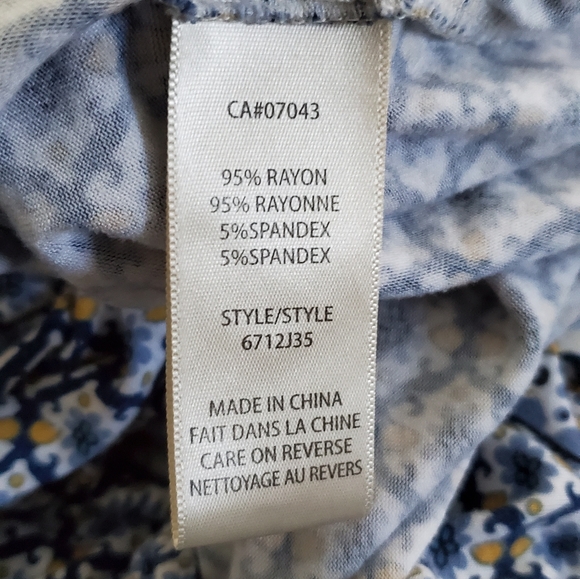 CA#07043
95% RAYON
95% RAYONNE
5%SPANDEX
5%SPANDEX
STYLE/STYLE
6712J35
MADE IN CHINA
FAIT DANS LA CHINE
CARE ON REVERSE
NETTOYAGE AU REVERS